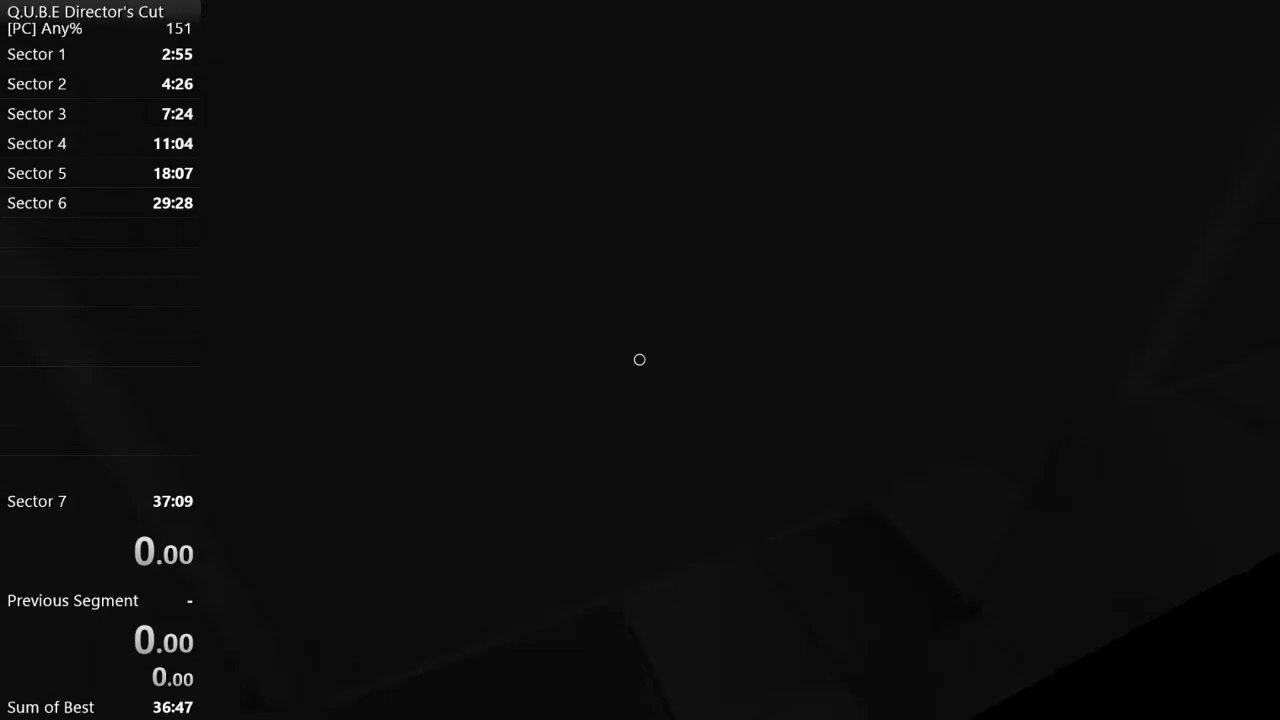 Q.U.B.E Director's Cut
[PC] Any% 151
Sector 1 2:55
Sector 2 4:26
Sector 3 7:24
Sector 4 11:04
Sector 5 18:07
Sector 6 29:28
Sector 7 37:09
0.00
Previous Segment -
0.00
0.00
Sum of Best 36:47